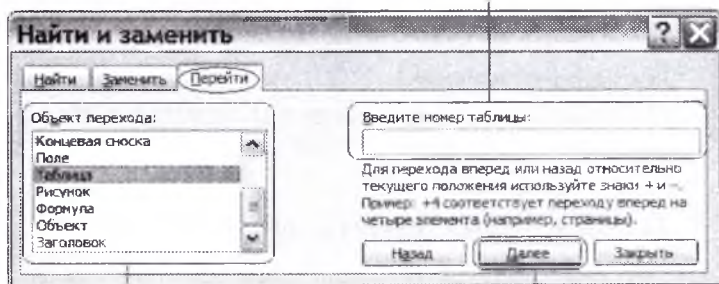 Найти и заменить
Найти Заменить Перейти
Объект перехода:
Концевая сноска
Поле
Таблица
Рисунок
Формула
Объект
Заголовок
Введите номер таблицы:
Для перехода вперед или назад относительно
текущего положения используйте знаки + и –.
Пример: +4 соответствует переходу вперед на
четыре элемента (например, страницы).
Назад Далее Закрыть